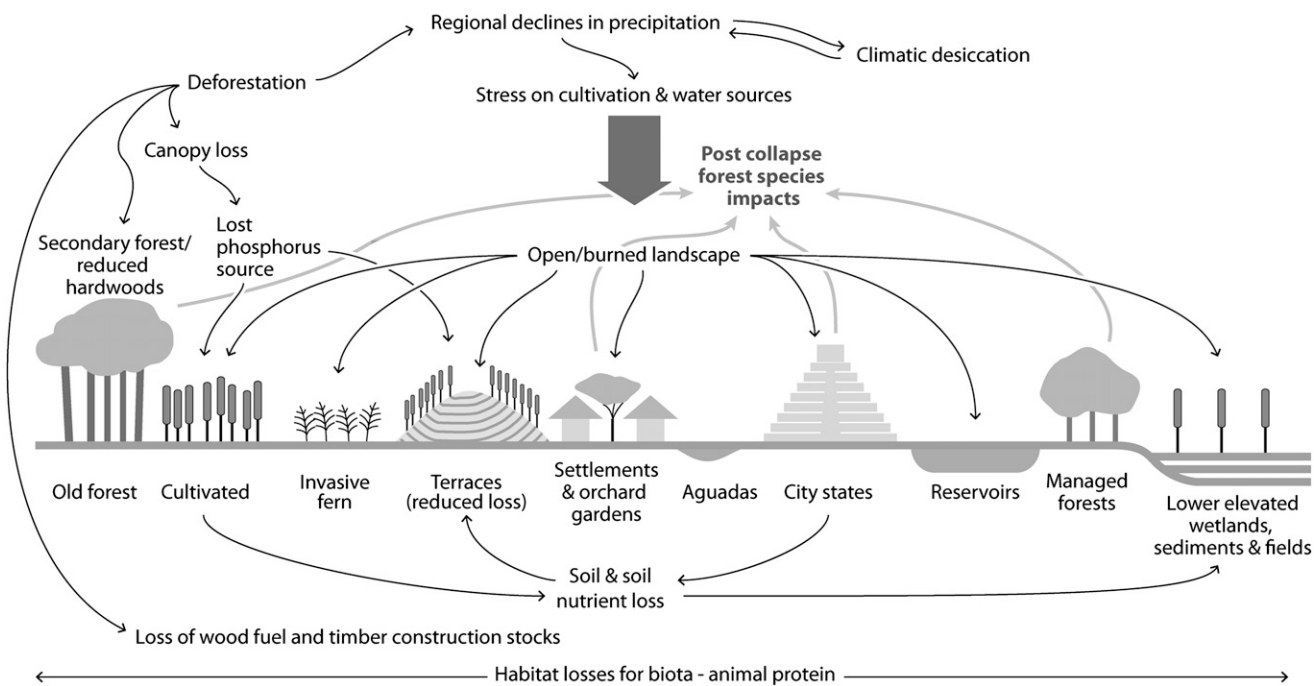 Regional declines in precipitation
Climatic desiccation
Deforestation
Stress on cultivation & water sources
Canopy loss
Post collapse
forest species
impacts
Lost
phosphorus
source
Secondary forest/
reduced
hardwoods
Open/burned landscape
Old forest
Cultivated
Invasive
fern
Terraces
(reduced loss)
Settlements
& orchard
gardens
Aguadas
City states
Reservoirs
Managed
forests
Lower elevated
wetlands,
sediments & fields
Soil & soil
nutrient loss
Loss of wood fuel and timber construction stocks
Habitat losses for biota - animal protein